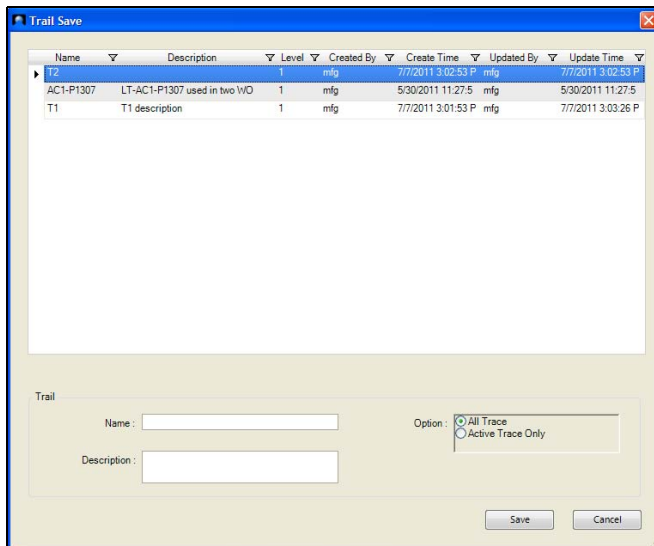 Trail Save
Name Description Level Created By Create Time Updated By Update Time
T2 1 mfg 7/7/2011 3:02:53 P mfg 7/7/2011 3:02:53 P
AC1-P1307 LT-AC1-P1307 used in two WO 1 mfg 5/30/2011 11:27:5 mfg 5/30/2011 11:27:5
T1 T1 description 1 mfg 7/7/2011 3:01:53 P mfg 7/7/2011 3:03:26 P
Trail
Name : Option : All Trace
Active Trace Only
Description :
Save Cancel